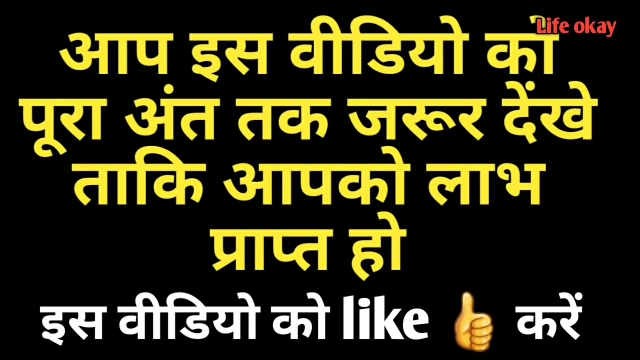 Life okay
आप इस वीडियो को
पूरा अंत तक जरूर देंखे
ताकि आपको लाभ
प्राप्त हो
इस वीडियो को like 👍 करें